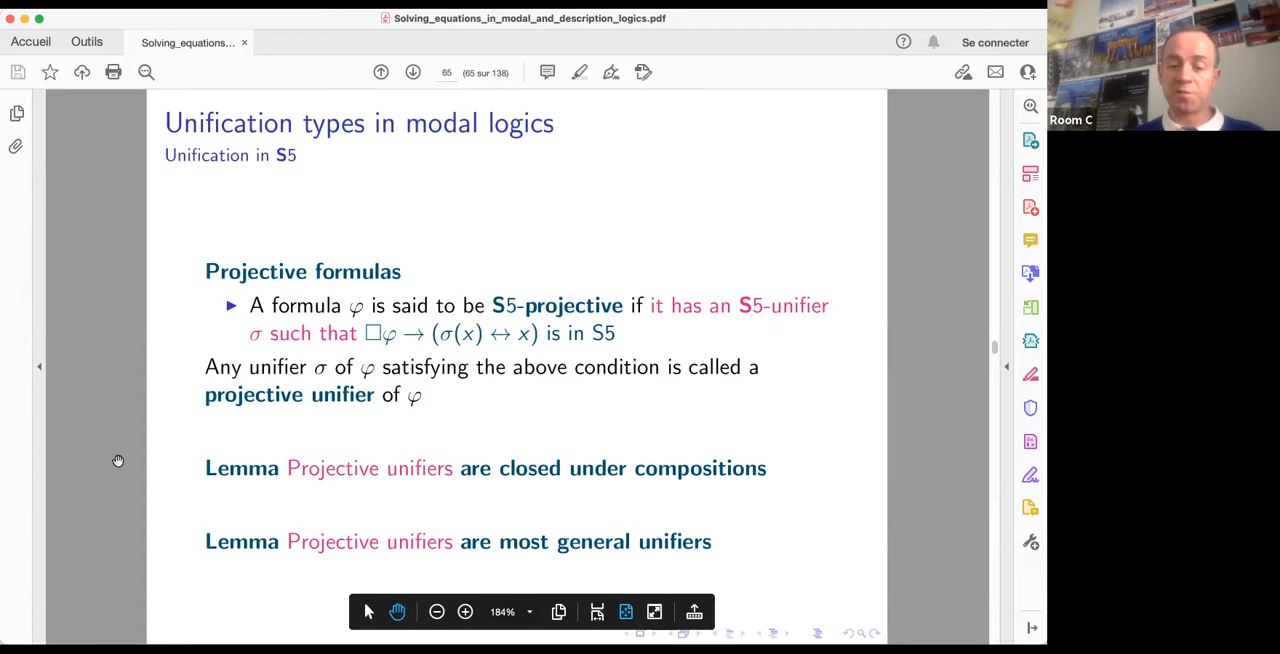 Solving_equations_in_modal_and_description_logics.pdf
Accueil Outils Solving_equations... × Se connecter
65 (65 sur 138)
Room C
Unification types in modal logics
Unification in S5
Projective formulas
▶ A formula φ is said to be S5-projective if it has an S5-unifier
σ such that □φ → (σ(x) ↔ x) is in S5
Any unifier σ of φ satisfying the above condition is called a
projective unifier of φ
Lemma Projective unifiers are closed under compositions
Lemma Projective unifiers are most general unifiers
184%